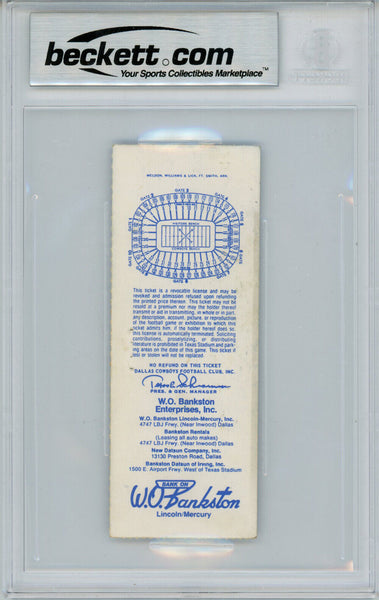 beckett.com™
Your Sports Collectibles Marketplace™
WELDON, WILLIAMS & LICK, FT. SMITH, ARK.
VISITORS BENCH
COWBOYS BENCH
This ticket is a revocable license and may be
revoked and admission refused upon refunding
the printed price thereon. This ticket may not be
resold at a premium nor may the holder thereof
transmit or aid in transmitting, in whole or in part,
any description, account, picture, or reproduction
of the football game or exhibition to which this
ticket admits him. If the holder hereof does so,
this license is automatically terminated. Soliciting
contributions, proselytizing, or distributing
literature is prohibited in Texas Stadium and park-
ing areas on the date of this game. This ticket if
lost or stolen will not be replaced.
NO REFUND ON THIS TICKET
DALLAS COWBOYS FOOTBALL CLUB, INC.
PRES. & GEN. MANAGER
W.O. Bankston
Enterprises, Inc.
W.O. Bankston Lincoln-Mercury, Inc.
4747 LBJ Frwy. (Near Inwood) Dallas
Bankston Rentals
(Leasing all auto makes)
4747 LBJ Frwy. (Near Inwood) Dallas
New Datsun Company, Inc.
13130 Preston Road, Dallas
Bankston Datsun of Irving, Inc.
1500 E. Airport Frwy. West of Texas Stadium
BANK ON
W.O. Bankston
Lincoln/Mercury